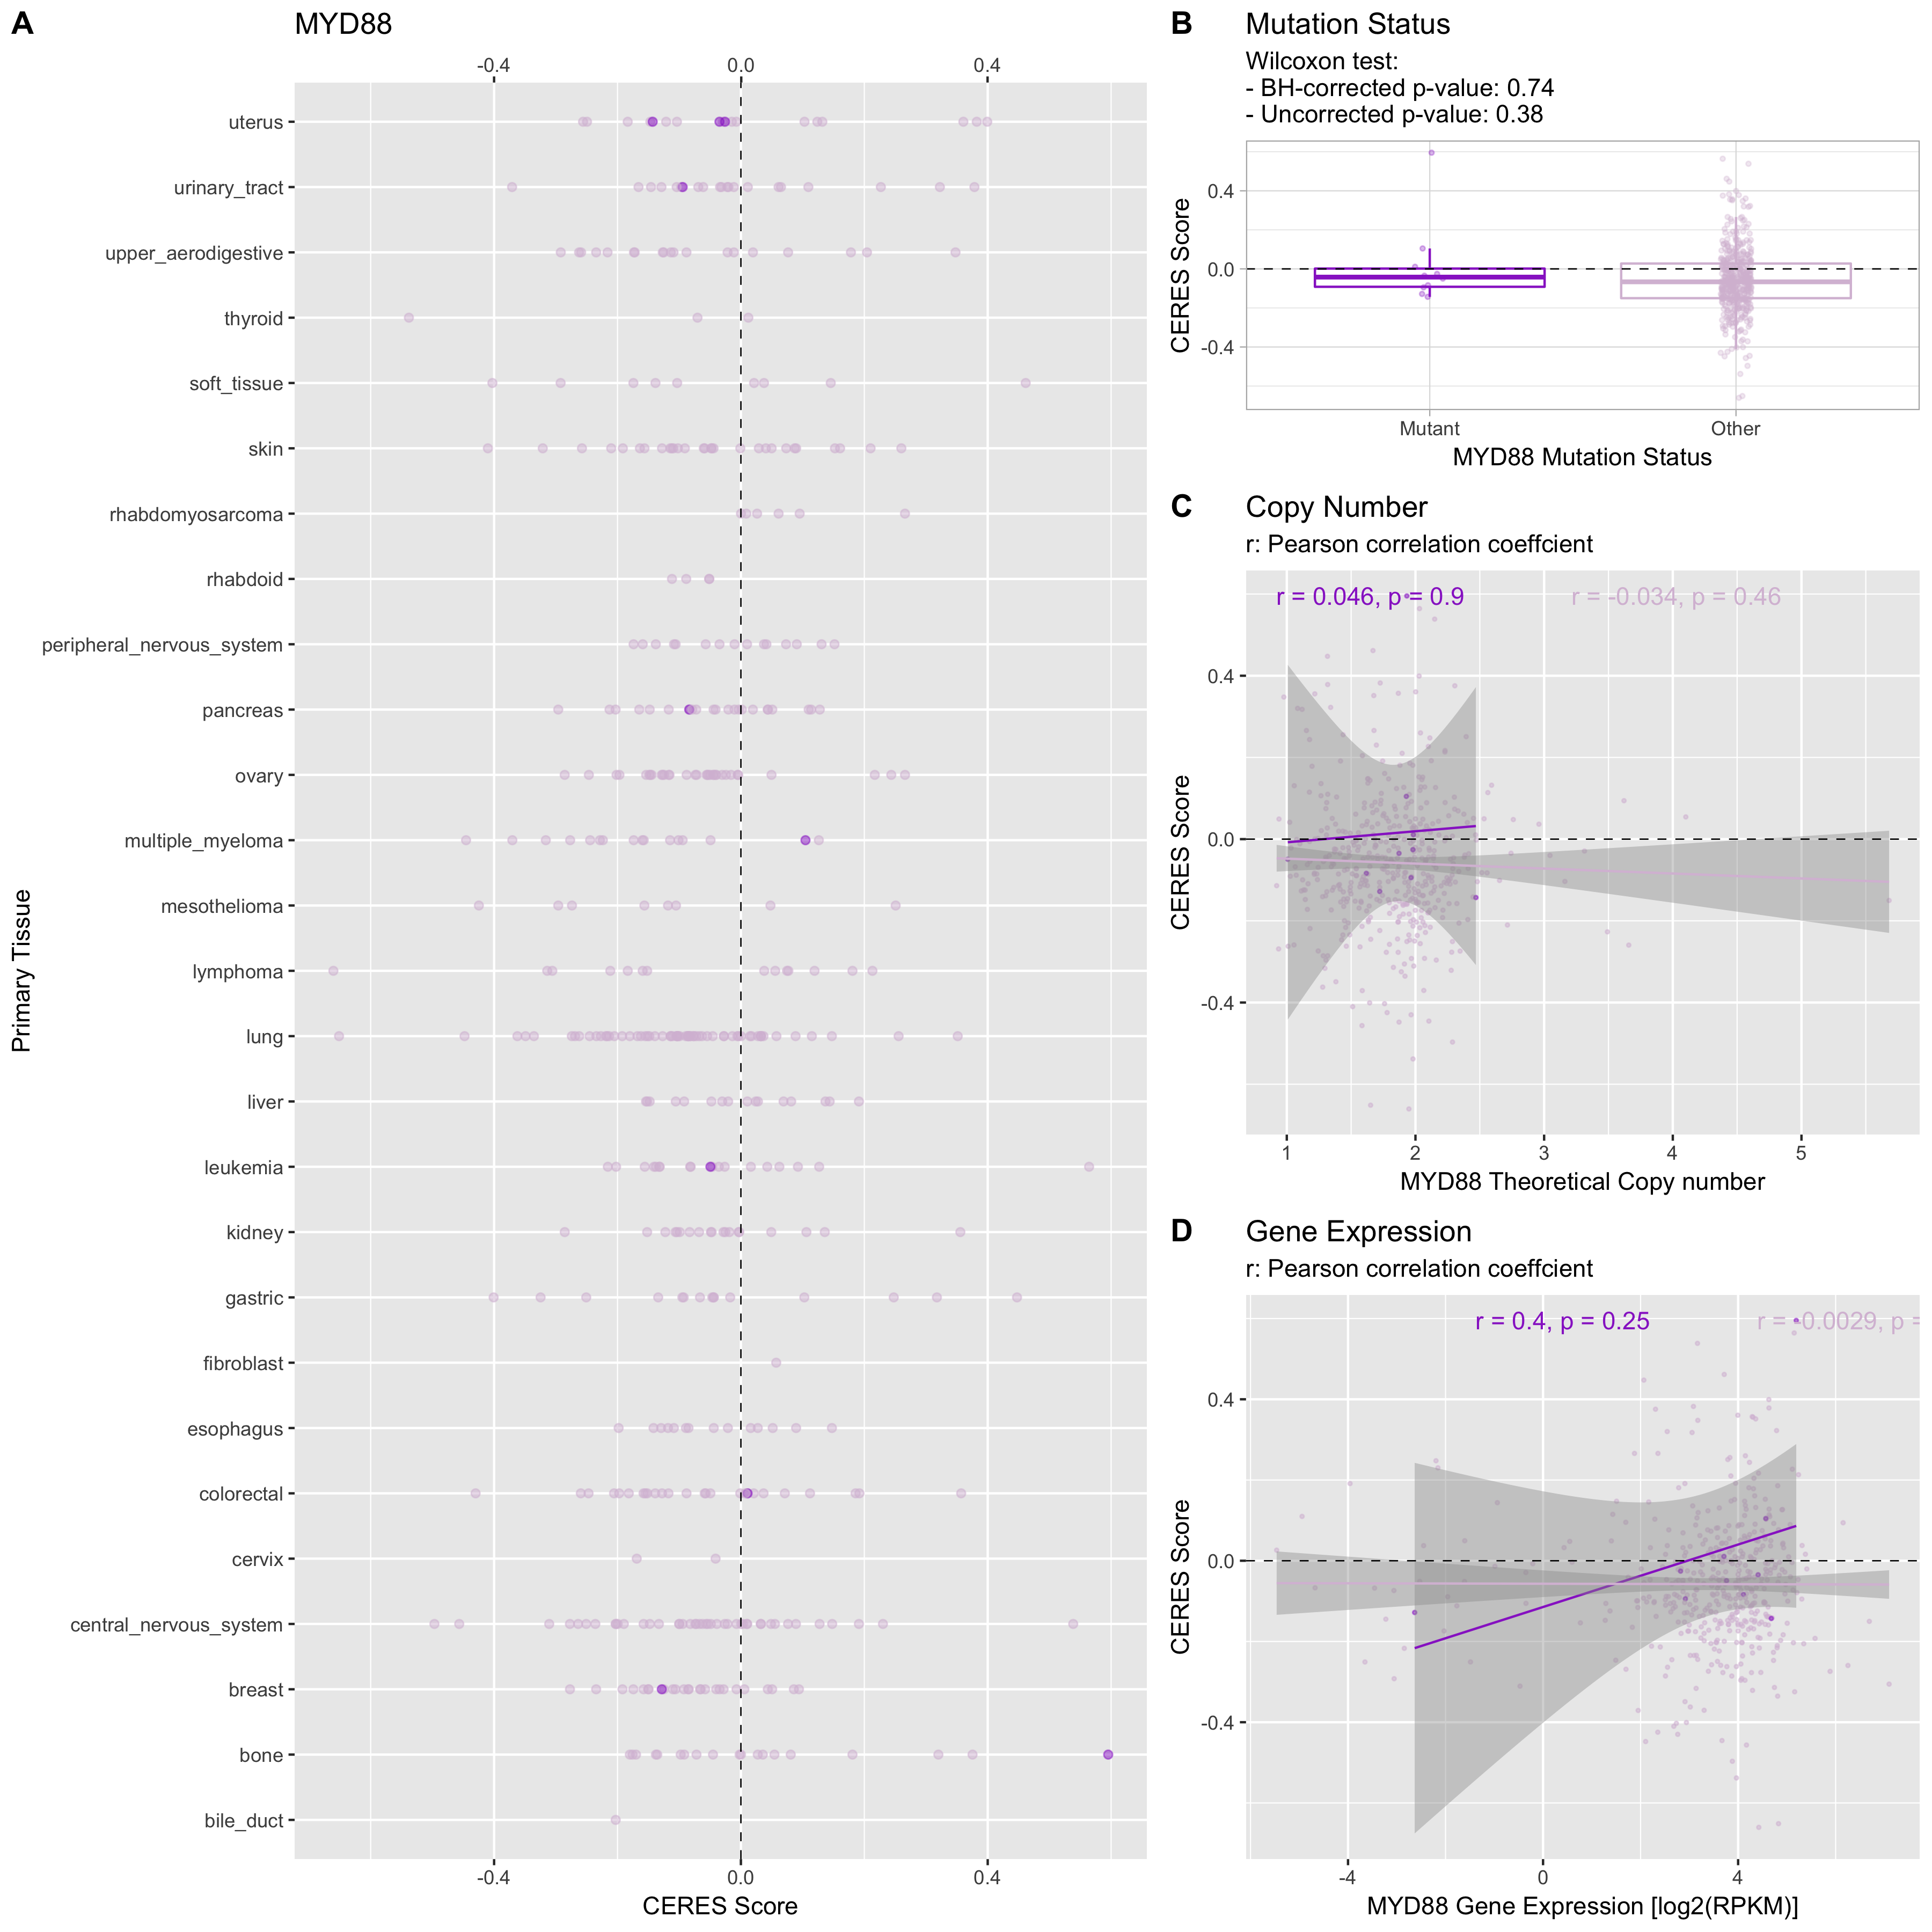 A
MYD88
-0.4 0.0 0.4
Primary Tissue
uterus
urinary_tract
upper_aerodigestive
thyroid
soft_tissue
skin
rhabdomyosarcoma
rhabdoid
peripheral_nervous_system
pancreas
ovary
multiple_myeloma
mesothelioma
lymphoma
lung
liver
leukemia
kidney
gastric
fibroblast
esophagus
colorectal
cervix
central_nervous_system
breast
bone
bile_duct
-0.4 0.0 0.4
CERES Score
B
Mutation Status
Wilcoxon test:
- BH-corrected p-value: 0.74
- Uncorrected p-value: 0.38
CERES Score
0.4
0.0
-0.4
Mutant Other
MYD88 Mutation Status
C
Copy Number
r: Pearson correlation coeffcient
r = 0.046, p = 0.9 r = -0.034, p = 0.46
CERES Score
0.4
0.0
-0.4
1 2 3 4 5
MYD88 Theoretical Copy number
D
Gene Expression
r: Pearson correlation coeffcient
r = 0.4, p = 0.25 r = -0.0029, p =
CERES Score
0.4
0.0
-0.4
-4 0 4
MYD88 Gene Expression [log2(RPKM)]